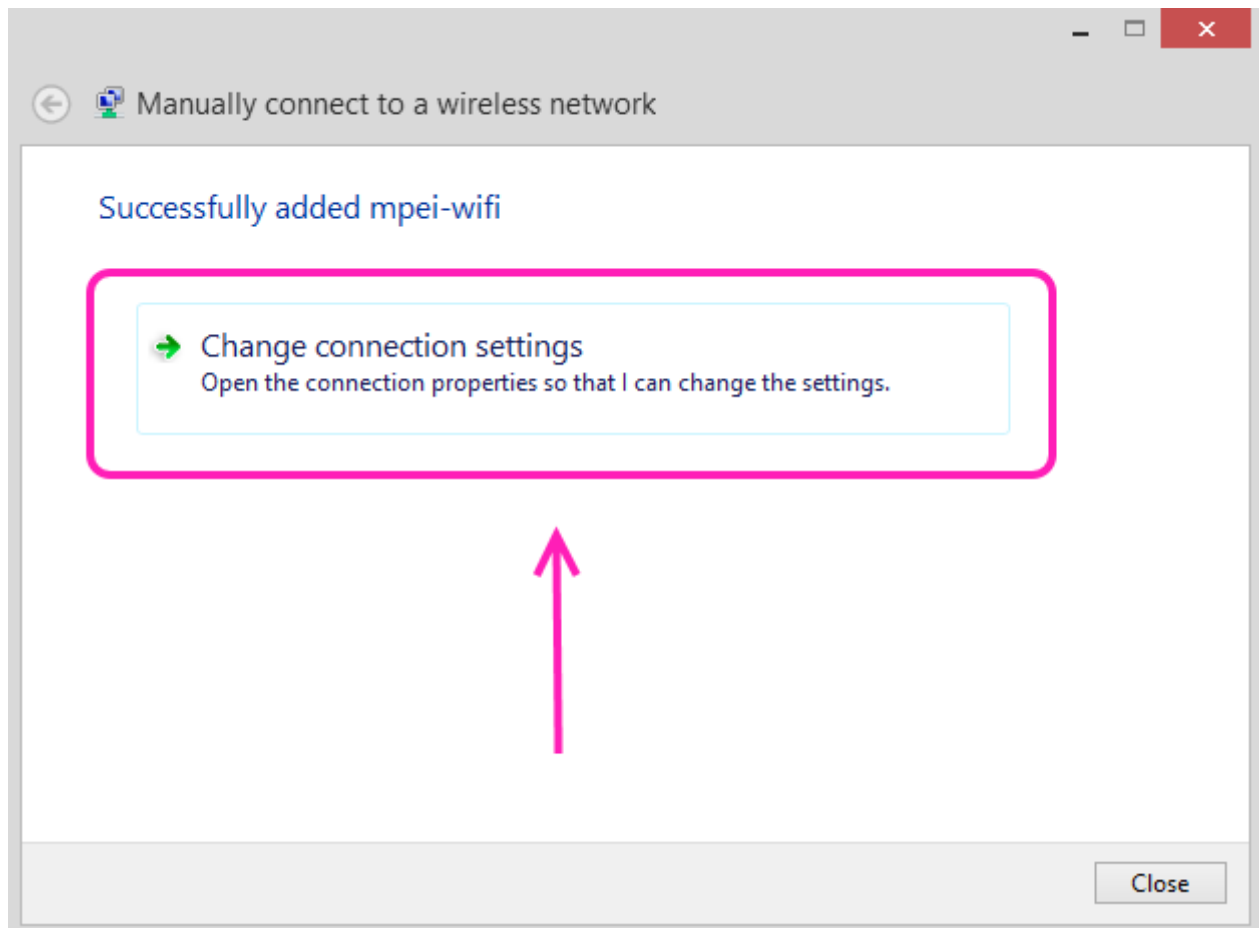 Manually connect to a wireless network
Successfully added mpei-wifi
Change connection settings
Open the connection properties so that I can change the settings.
Close